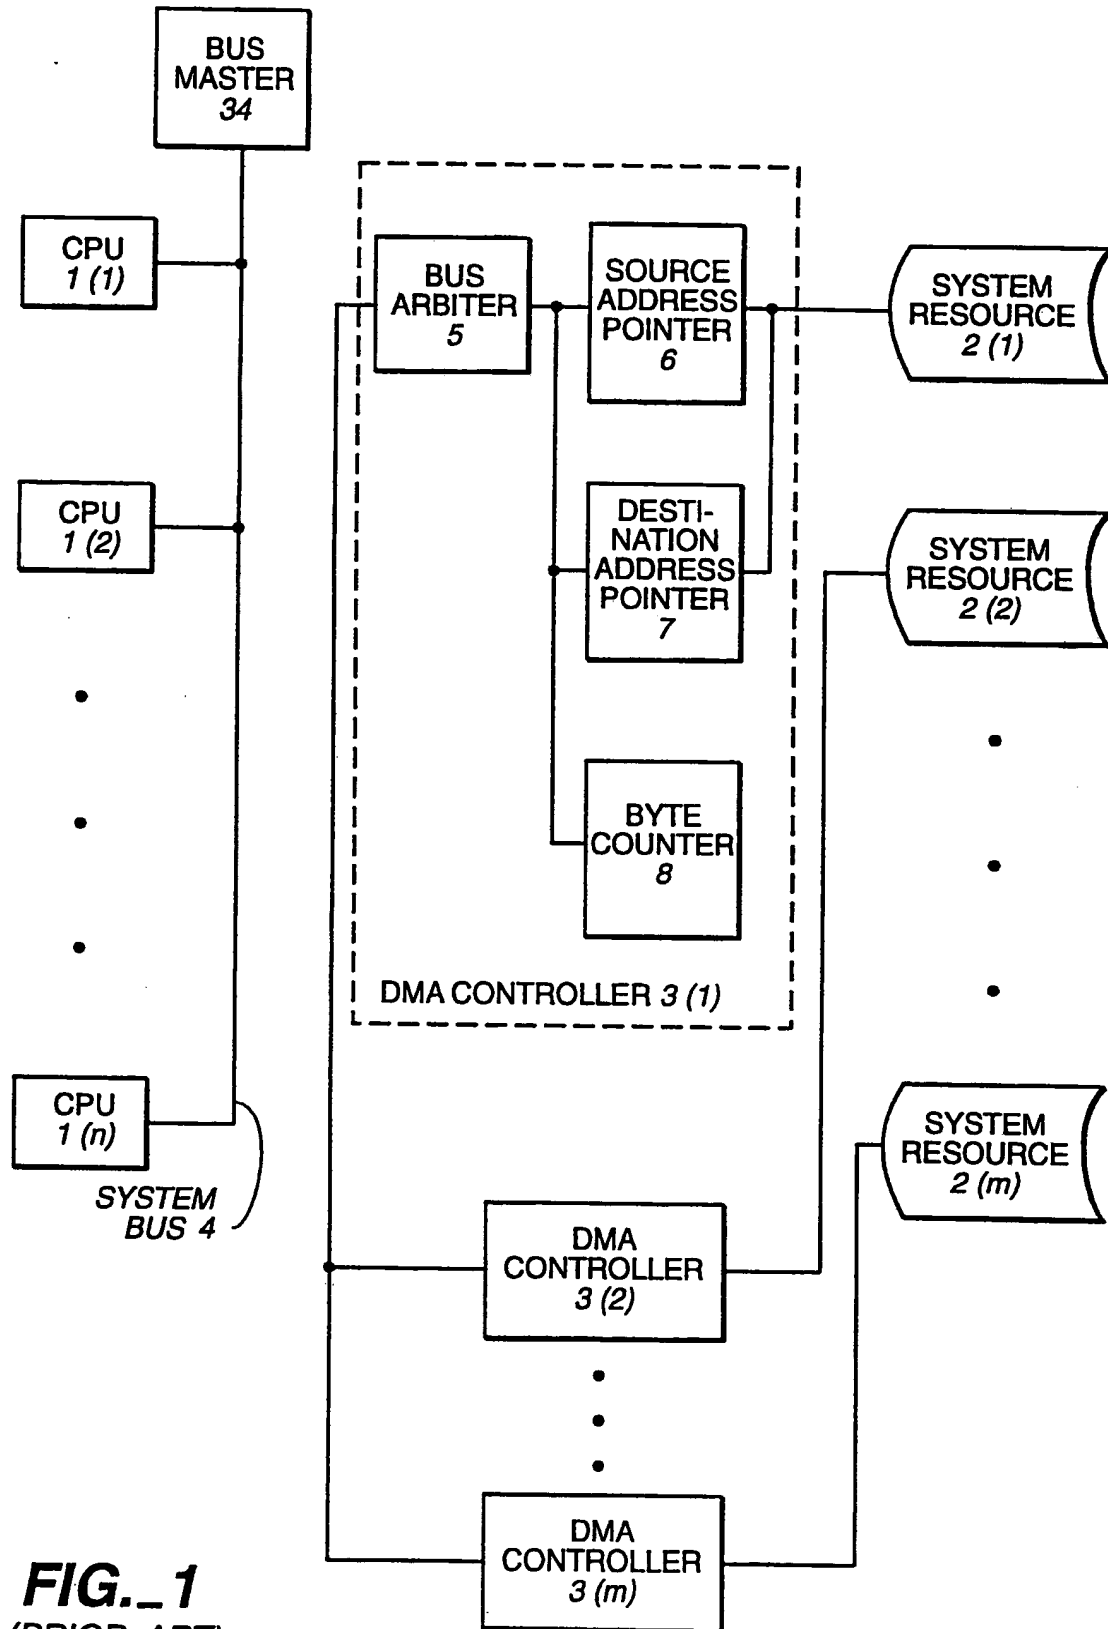 BUS
MASTER
34
CPU
1 (1)
BUS
ARBITER
5
SOURCE
ADDRESS
POINTER
6
SYSTEM
RESOURCE
2 (1)
CPU
1 (2)
DESTI-
NATION
ADDRESS
POINTER
7
SYSTEM
RESOURCE
2 (2)
BYTE
COUNTER
8
DMA CONTROLLER 3 (1)
CPU
1 (n)
SYSTEM
BUS 4
SYSTEM
RESOURCE
2 (m)
DMA
CONTROLLER
3 (2)
DMA
CONTROLLER
3 (m)
FIG._1
(PRIOR ART)